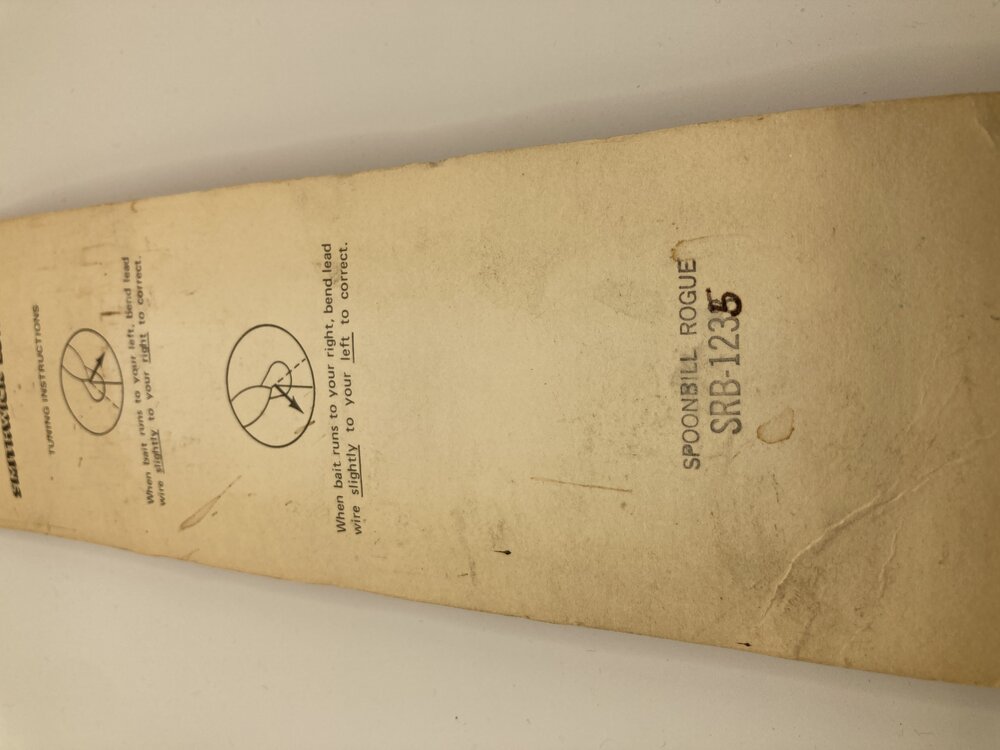 TUNING INSTRUCTIONS
When bait runs to your left, bend lead
wire slightly to your right to correct.
When bait runs to your right, bend lead
wire slightly to your left to correct.
SPOONBILL ROGUE
SRB-1235